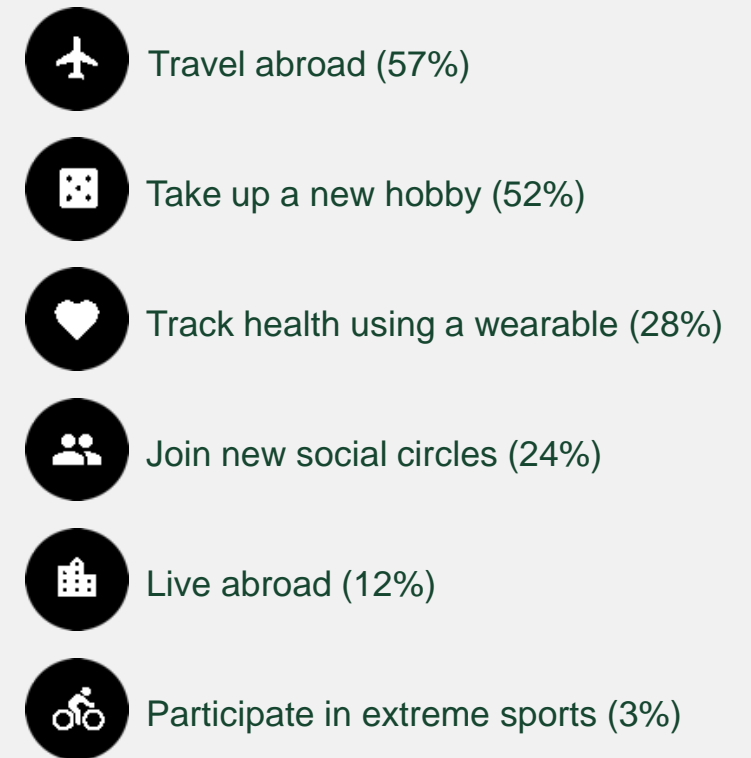 Travel abroad (57%)
Take up a new hobby (52%)
Track health using a wearable (28%)
Join new social circles (24%)
Live abroad (12%)
Participate in extreme sports (3%)